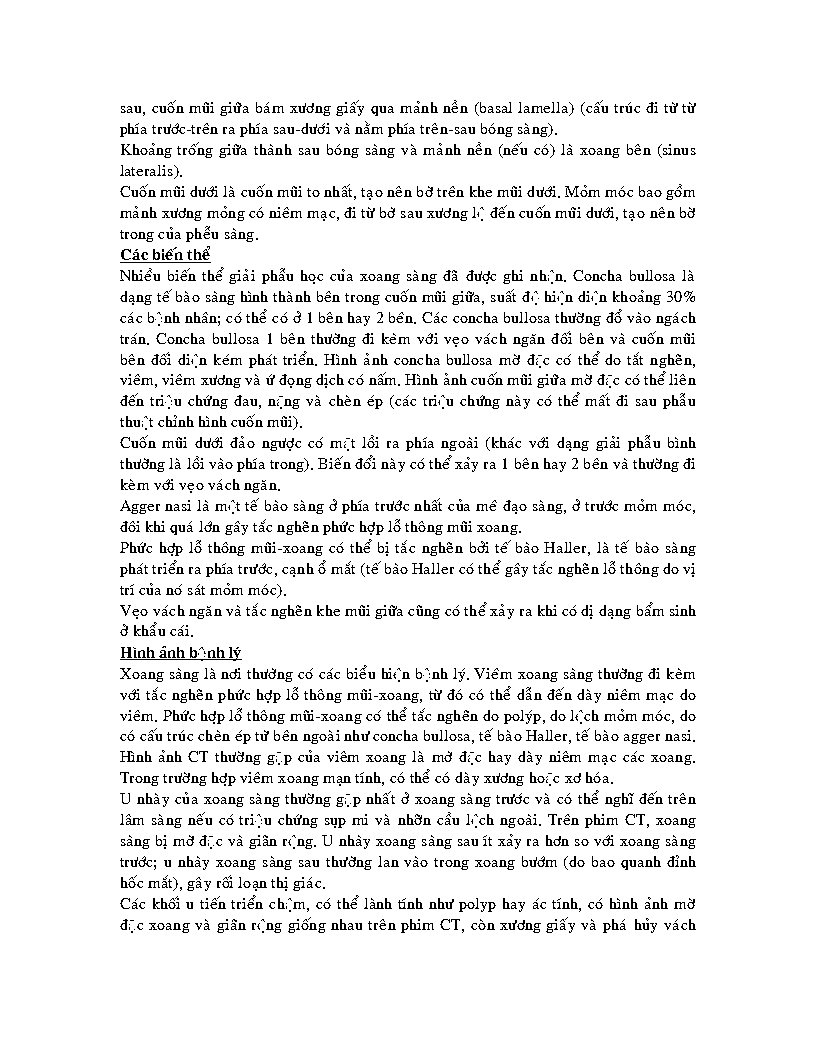 sau, cuốn mũi giữa bám xương giấy qua mảnh nền (basal lamella) (cấu trúc đi từ từ
phía trước-trên ra phía sau-dưới và nằm phía trên-sau bóng sàng).
Khoảng trống giữa thành sau bóng sàng và mảnh nền (nếu có) là xoang bên (sinus
lateralis).
Cuốn mũi dưới là cuốn mũi to nhất, tạo nên bờ trên khe mũi dưới. Mỏm móc bao gồm
mảnh xương mỏng có niêm mạc, đi từ bờ sau xương lệ đến cuốn mũi dưới, tạo nên bờ
trong của phễu sàng.
Các biến thể
Nhiều biến thể giải phẫu học của xoang sàng đã được ghi nhận. Concha bullosa là
dạng tế bào sàng hình thành bên trong cuốn mũi giữa, suất độ hiện diện khoảng 30%
các bệnh nhân; có thể có ở 1 bên hay 2 bên. Các concha bullosa thường đổ vào ngách
trán. Concha bullosa 1 bên thường đi kèm với vẹo vách ngăn đối bên và cuốn mũi
bên đối diện kém phát triển. Hình ảnh concha bullosa mờ đặc có thể do tắt nghẽn,
viêm, viêm xương và ứ đọng dịch có nấm. Hình ảnh cuốn mũi giữa mờ đặc có thể liên
đến triệu chứng đau, nặng và chèn ép (các triệu chứng này có thể mất đi sau phẫu
thuật chỉnh hình cuốn mũi).
Cuốn mũi dưới đảo ngược có mặt lồi ra phía ngoài (khác với dạng giải phẫu bình
thường là lồi vào phía trong). Biến đổi này có thể xảy ra 1 bên hay 2 bên và thường đi
kèm với vẹo vách ngăn.
Agger nasi là một tế bào sàng ở phía trước nhất của mê đạo sàng, ở trước mỏm móc,
đôi khi quá lớn gây tắc nghẽn phức hợp lỗ thông mũi xoang.
Phức hợp lỗ thông mũi-xoang có thể bị tắc nghẽn bởi tế bào Haller, là tế bào sàng
phát triển ra phía trước, cạnh ổ mắt (tế bào Haller có thể gây tắc nghẽn lỗ thông do vị
trí của nó sát mỏm móc).
Vẹo vách ngăn và tắc nghẽn khe mũi giữa cũng có thể xảy ra khi có dị dạng bẩm sinh
ở khẩu cái.
Hình ảnh bệnh lý
Xoang sàng là nơi thường có các biểu hiện bệnh lý. Viêm xoang sàng thường đi kèm
với tắc nghẽn phức hợp lỗ thông mũi-xoang, từ đó có thể dẫn đến dày niêm mạc do
viêm. Phức hợp lỗ thông mũi-xoang có thể tắc nghẽn do polýp, do lệch mỏm móc, do
có cấu trúc chèn ép từ bên ngoài như concha bullosa, tế bào Haller, tế bào agger nasi.
Hình ảnh CT thường gặp của viêm xoang là mờ đặc hay dày niêm mạc các xoang.
Trong trường hợp viêm xoang mạn tính, có thể có dày xương hoặc xơ hóa.
U nhày của xoang sàng thường gặp nhất ở xoang sàng trước và có thể nghĩ đến trên
lâm sàng nếu có triệu chứng sụp mi và nhỡn cầu lệch ngoài. Trên phim CT, xoang
sàng bị mờ đặc và giãn rộng. U nhày xoang sàng sau ít xảy ra hơn so với xoang sàng
trước; u nhày xoang sàng sau thường lan vào trong xoang bướm (do bao quanh đỉnh
hốc mắt), gây rối loạn thị giác.
Các khối u tiến triển chậm, có thể lành tính như polyp hay ác tính, có hình ảnh mờ
đặc xoang và giãn rộng giống nhau trên phim CT, còn xương giấy và phá hủy vách